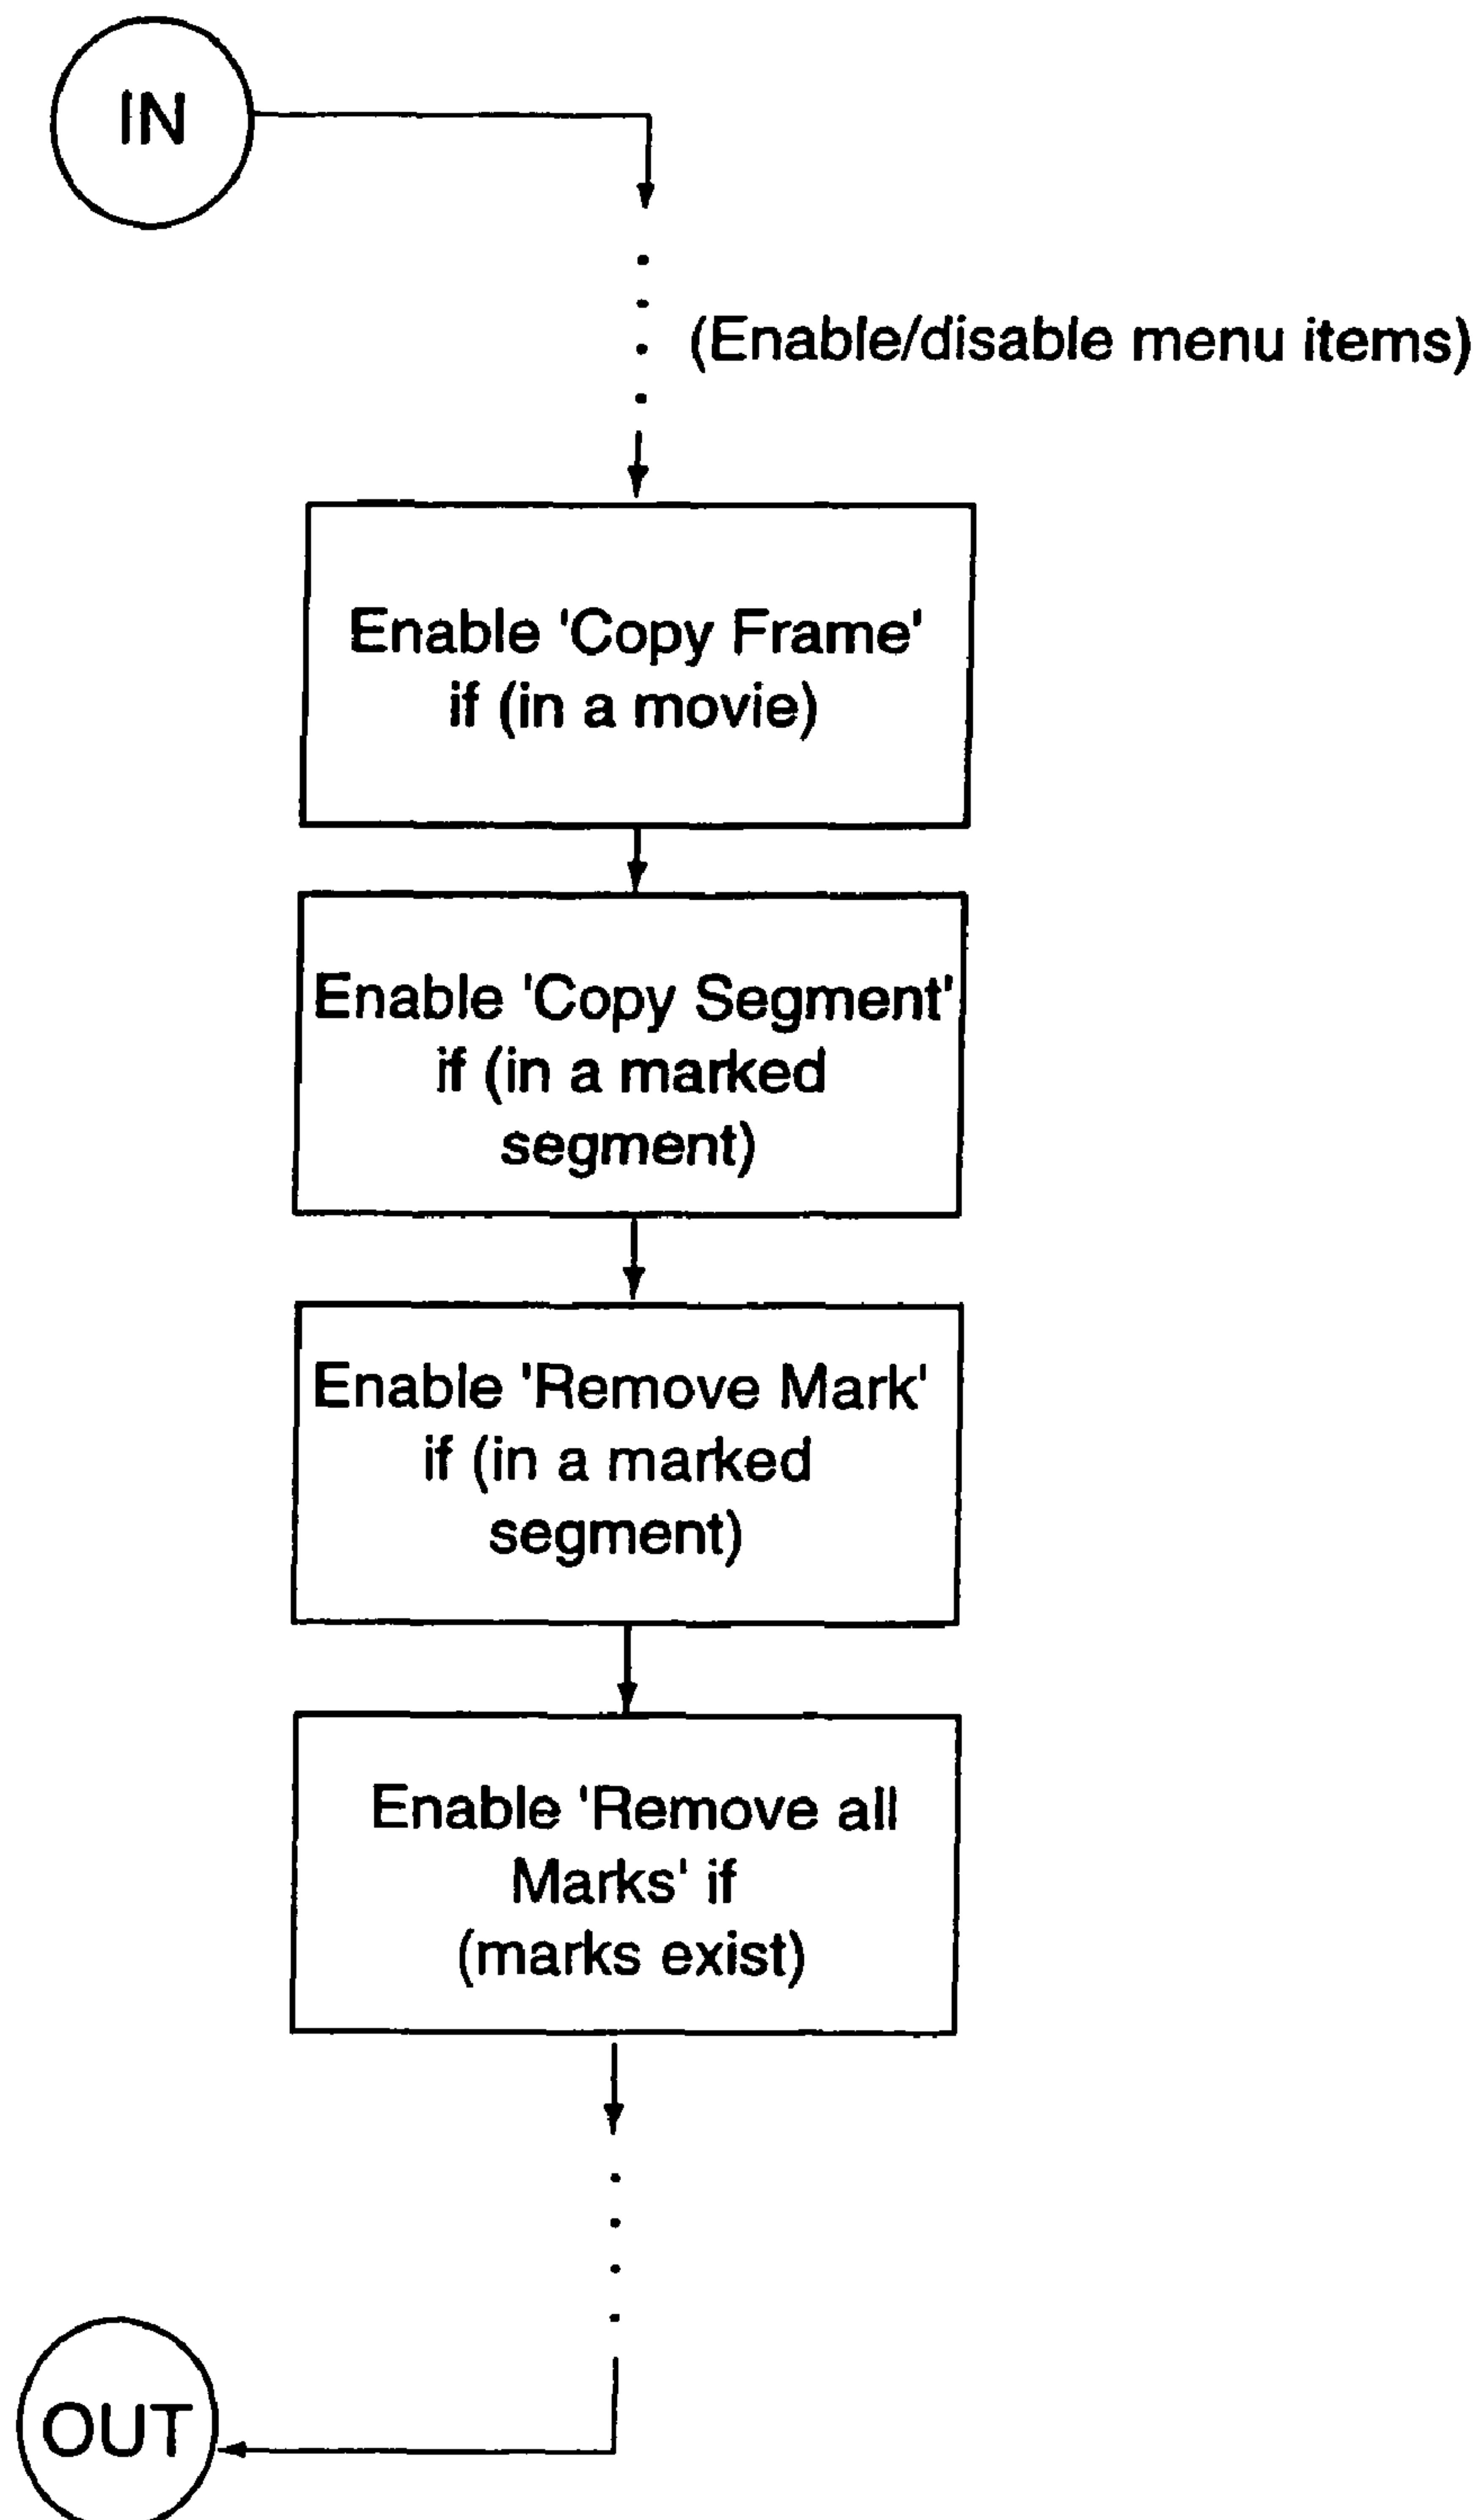 IN
(Enable/disable menu items)
Enable 'Copy Frame'
if (in a movie)
Enable 'Copy Segment'
if (in a marked
segment)
Enable 'Remove Mark'
if (in a marked
segment)
Enable 'Remove all
Marks' if
(marks exist)
OUT